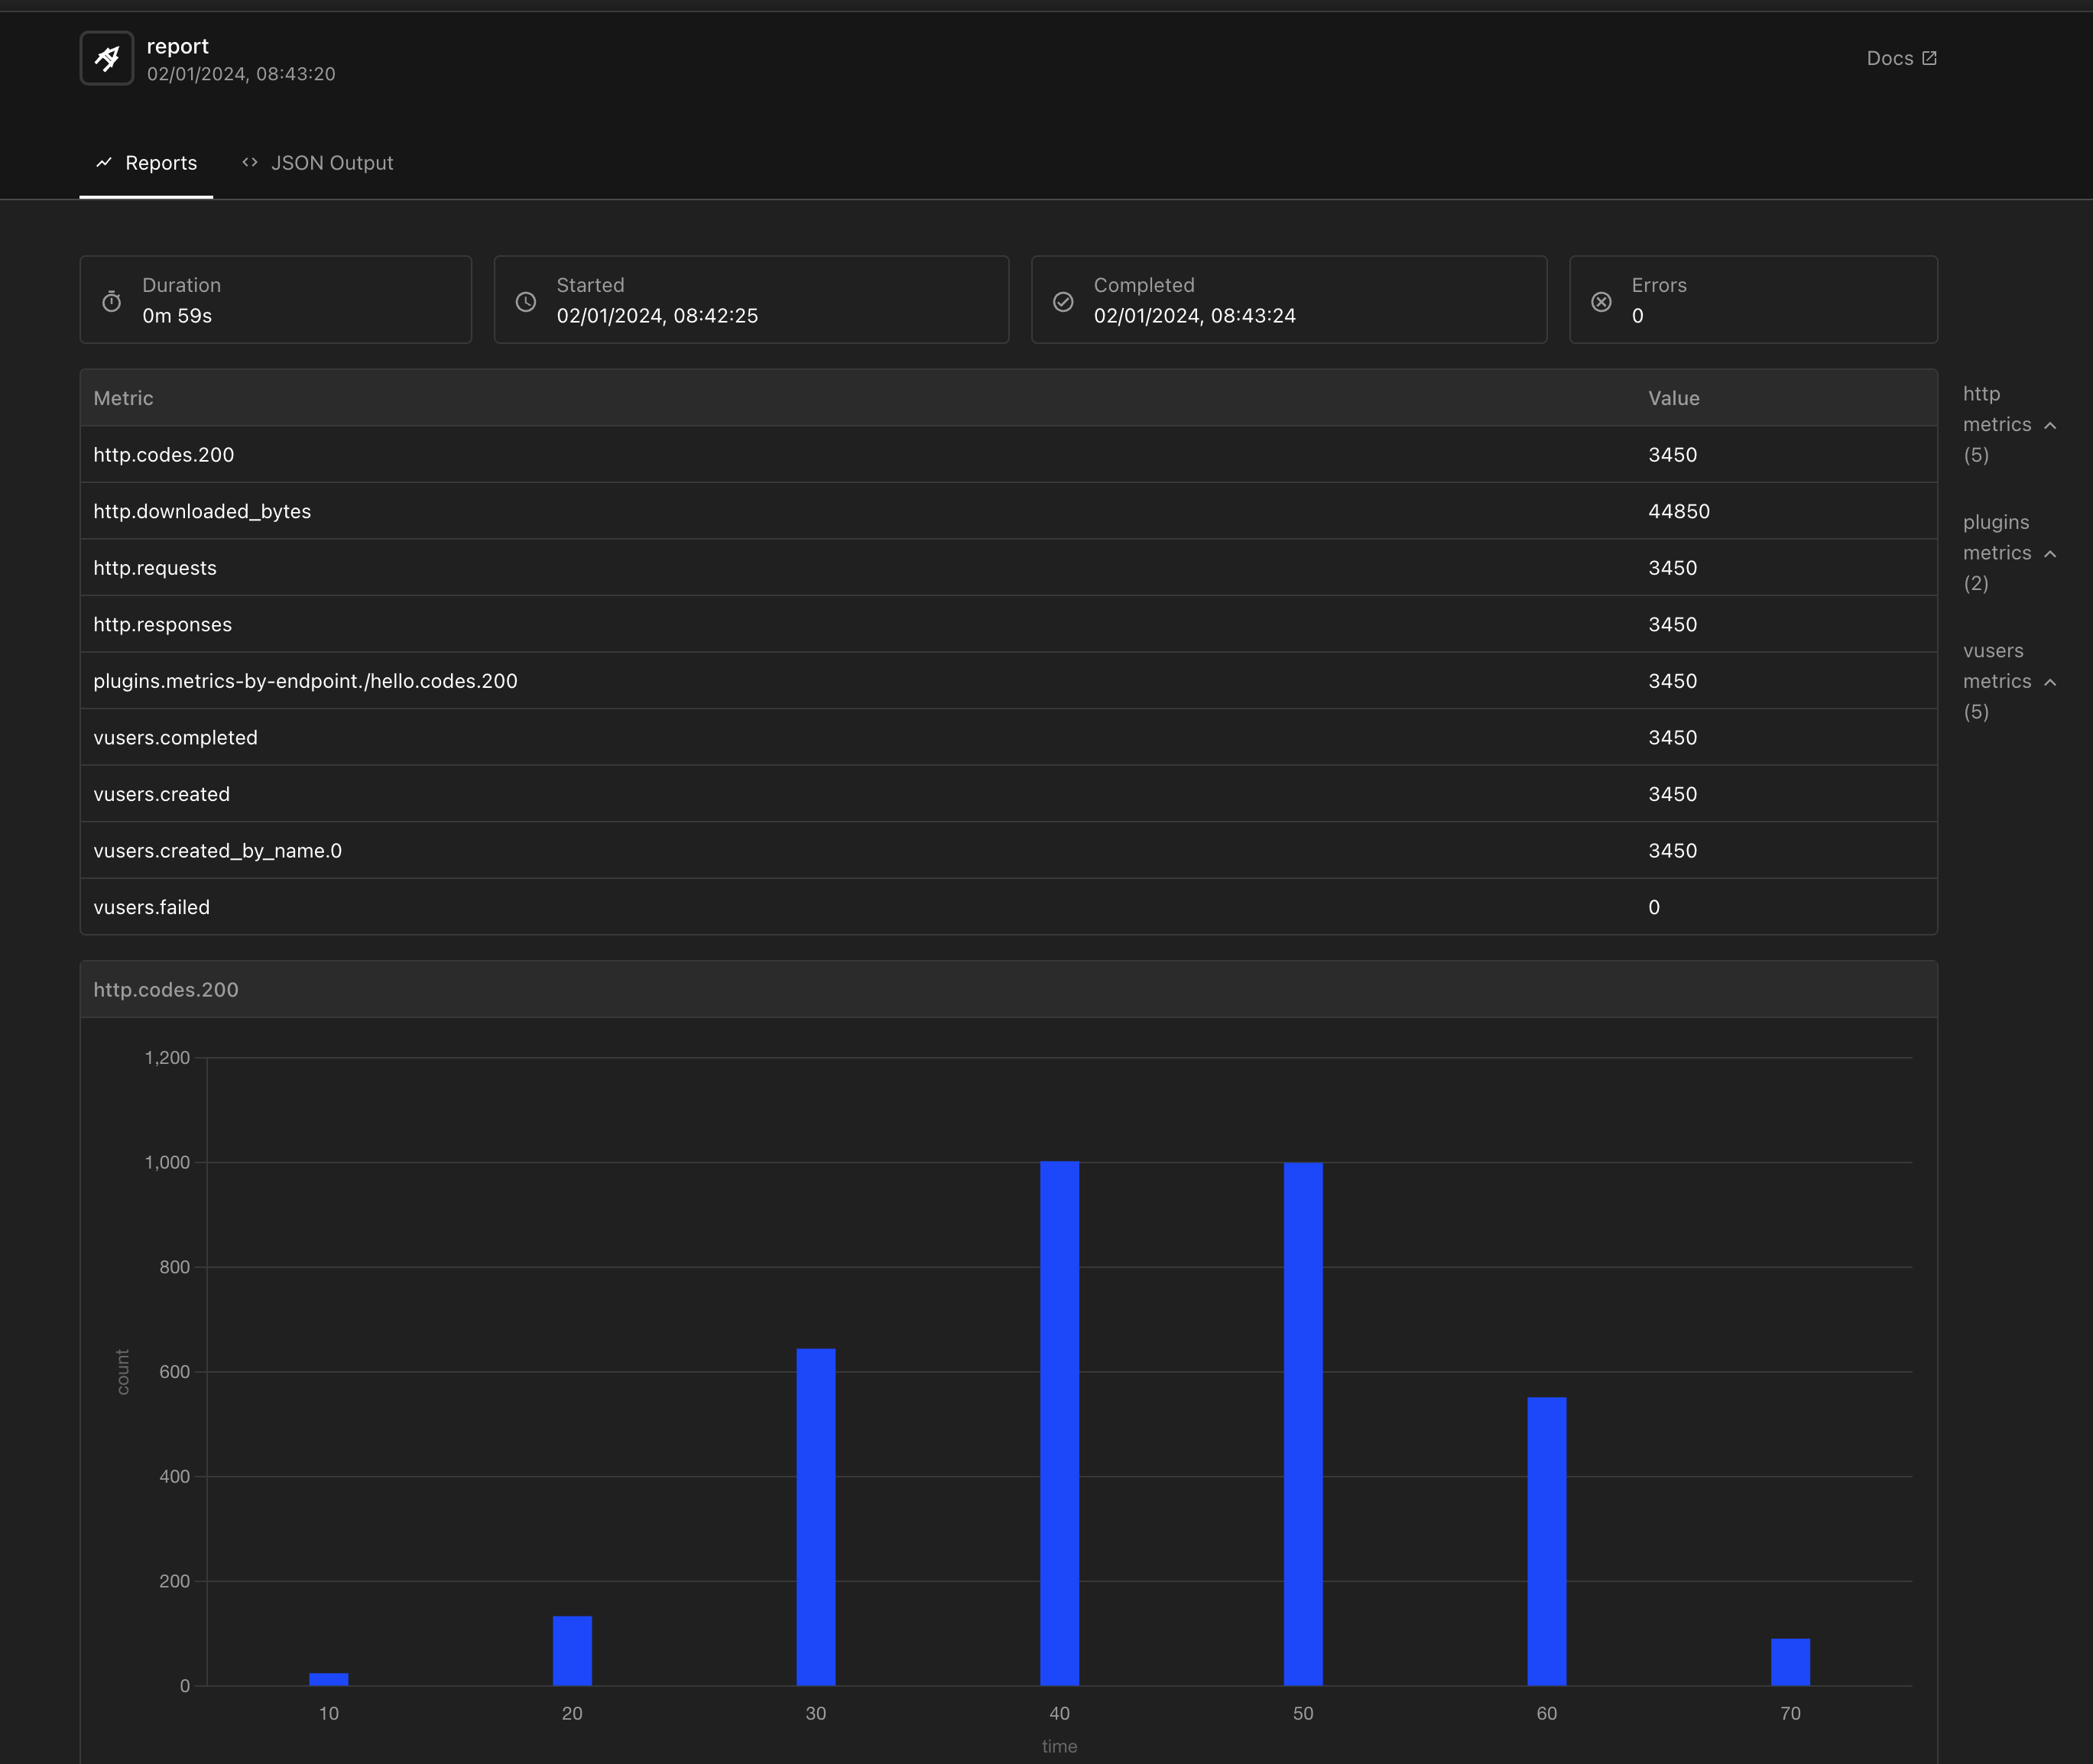 report
02/01/2024, 08:43:20
Docs
Reports
JSON Output
Duration
0m 59s
Started
02/01/2024, 08:42:25
Completed
02/01/2024, 08:43:24
Errors
0
Metric Value
http.codes.200 3450
http.downloaded_bytes 44850
http.requests 3450
http.responses 3450
plugins.metrics-by-endpoint./hello.codes.200 3450
vusers.completed 3450
vusers.created 3450
vusers.created_by_name.0 3450
vusers.failed 0
http
metrics
(5)
plugins
metrics
(2)
vusers
metrics
(5)
http.codes.200
1,200
1,000
800
600
400
200
0
count
10 20 30 40 50 60 70
time